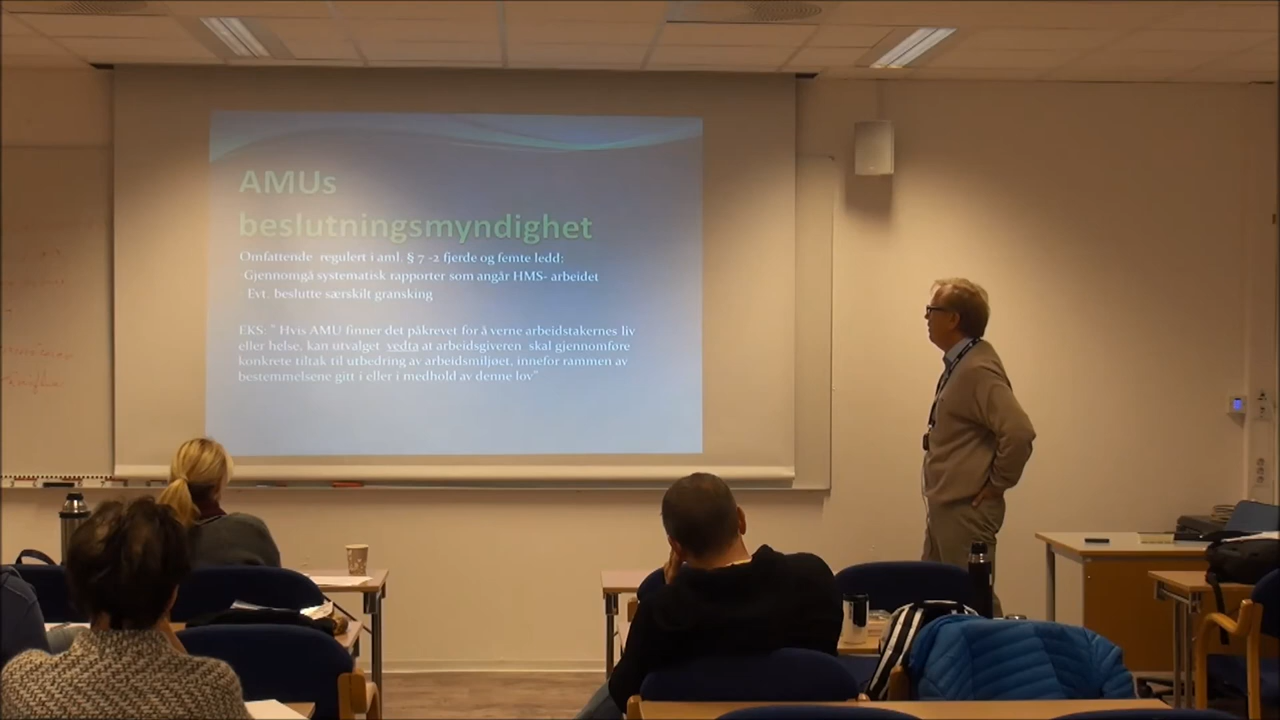 AMUs
beslutningsmyndighet
Omfattende regulert i aml. § 7 -2 fjerde og femte ledd:
Gjennomgå systematisk rapporter som angår HMS- arbeidet
Evt. beslutte særskilt gransking
EKS: " Hvis AMU finner det påkrevet for å verne arbeidstakernes liv
eller helse, kan utvalget vedta at arbeidsgiveren skal gjennomføre
konkrete tiltak til utbedring av arbeidsmiljøet, innefor rammen av
bestemmelsene gitt i eller i medhold av denne lov"